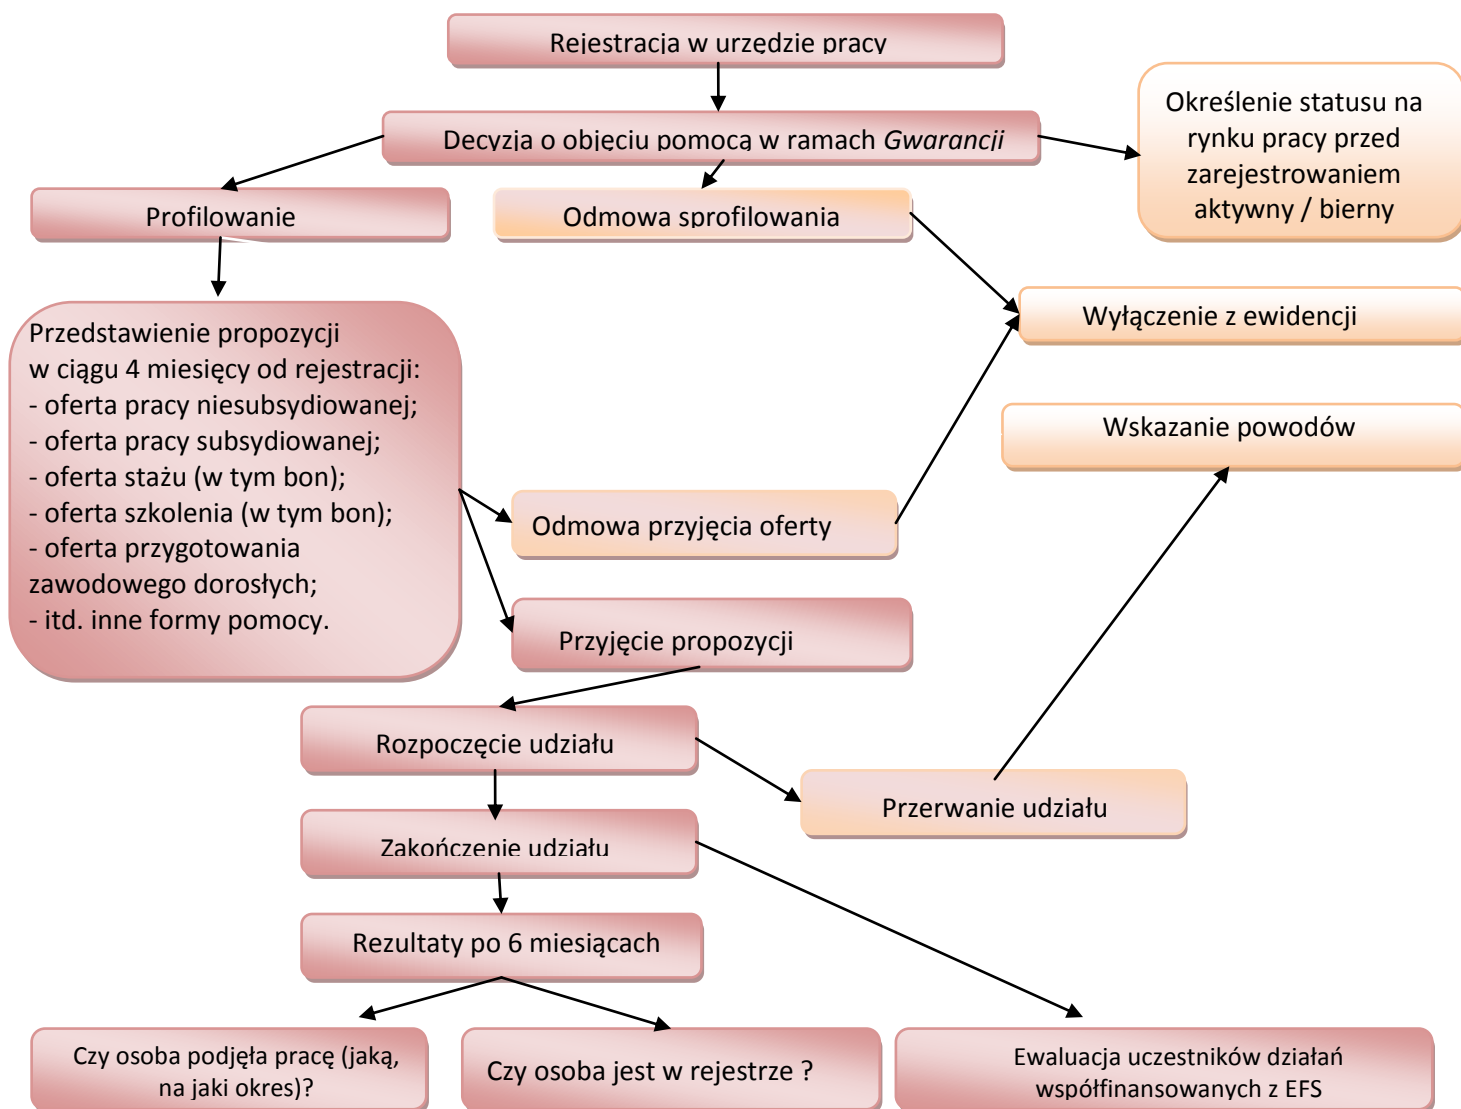 Rejestracja w urzędzie pracy
Decyzja o objęciu pomocą w ramach Gwarancji
Określenie statusu na
rynku pracy przed
zarejestrowaniem
aktywny / bierny
Profilowanie
Odmowa sprofilowania
Wyłączenie z ewidencji
Przedstawienie propozycji
w ciągu 4 miesięcy od rejestracji:
- oferta pracy niesubsydiowanej;
- oferta pracy subsydiowanej;
- oferta stażu (w tym bon);
- oferta szkolenia (w tym bon);
- oferta przygotowania
zawodowego dorosłych;
- itd. inne formy pomocy.
Wskazanie powodów
Odmowa przyjęcia oferty
Przyjęcie propozycji
Rozpoczęcie udziału
Przerwanie udziału
Zakończenie udziału
Rezultaty po 6 miesiącach
Czy osoba podjęła pracę (jaką,
na jaki okres)?
Czy osoba jest w rejestrze ?
Ewaluacja uczestników działań
współfinansowanych z EFS